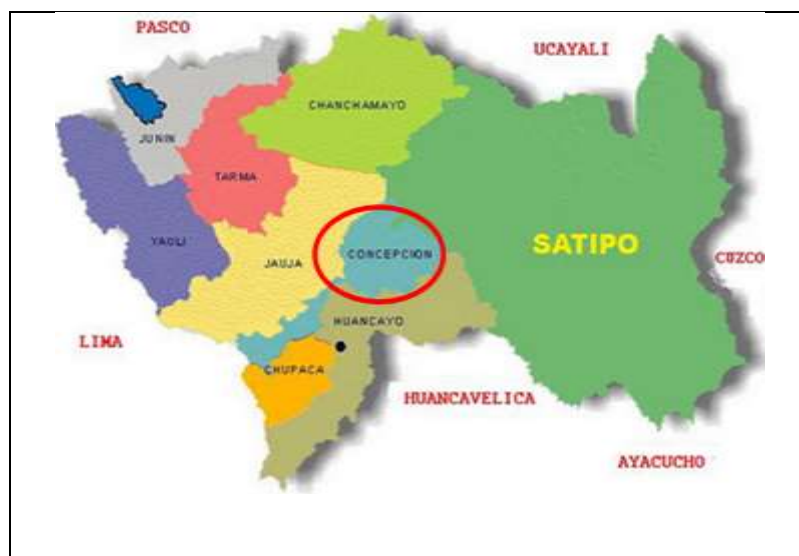 PASCO
UCAYALI
CHANCHAMAYO
JUNIN
TARMA
YAULI
JAUJA
CONCEPCION
SATIPO
CUZCO
HUANCAYO
LIMA
CHUPACA
HUANCAVELICA
AYACUCHO